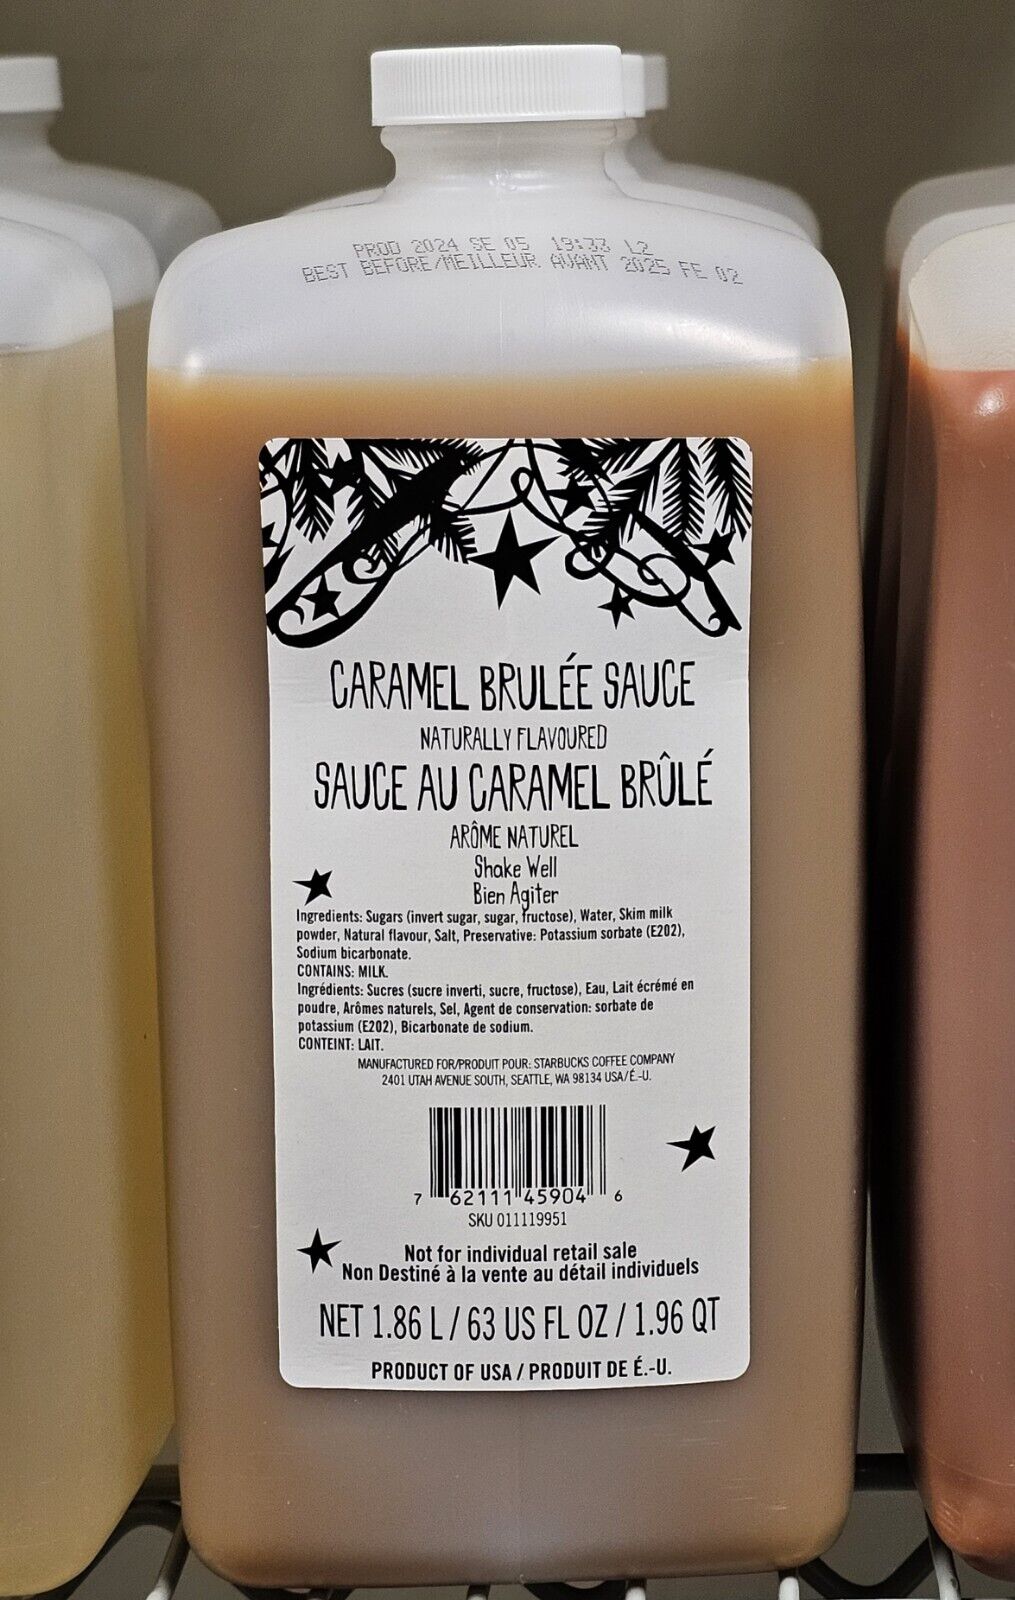 PROD 2024 SE 05 19:33 L2
BEST BEFORE/MEILLEUR AVANT 2025 FE 02
CARAMEL BRULÉE SAUCE
NATURALLY FLAVOURED
SAUCE AU CARAMEL BRÛLÉ
ARÔME NATUREL
Shake Well
Bien Agiter
Ingredients: Sugars (invert sugar, sugar, fructose), Water, Skim milk
powder, Natural flavour, Salt, Preservative: Potassium sorbate (E202),
Sodium bicarbonate.
CONTAINS: MILK.
Ingrédients: Sucres (sucre inverti, sucre, fructose), Eau, Lait écrémé en
poudre, Arômes naturels, Sel, Agent de conservation: sorbate de
potassium (E202), Bicarbonate de sodium.
CONTEINT: LAIT.
MANUFACTURED FOR/PRODUIT POUR: STARBUCKS COFFEE COMPANY
2401 UTAH AVENUE SOUTH, SEATTLE, WA 98134 USA/É.-U.
7 62111 45904 6
SKU 011119951
Not for individual retail sale
Non Destiné à la vente au détail individuels
NET 1.86 L / 63 US FL OZ / 1.96 QT
PRODUCT OF USA / PRODUIT DE É.-U.